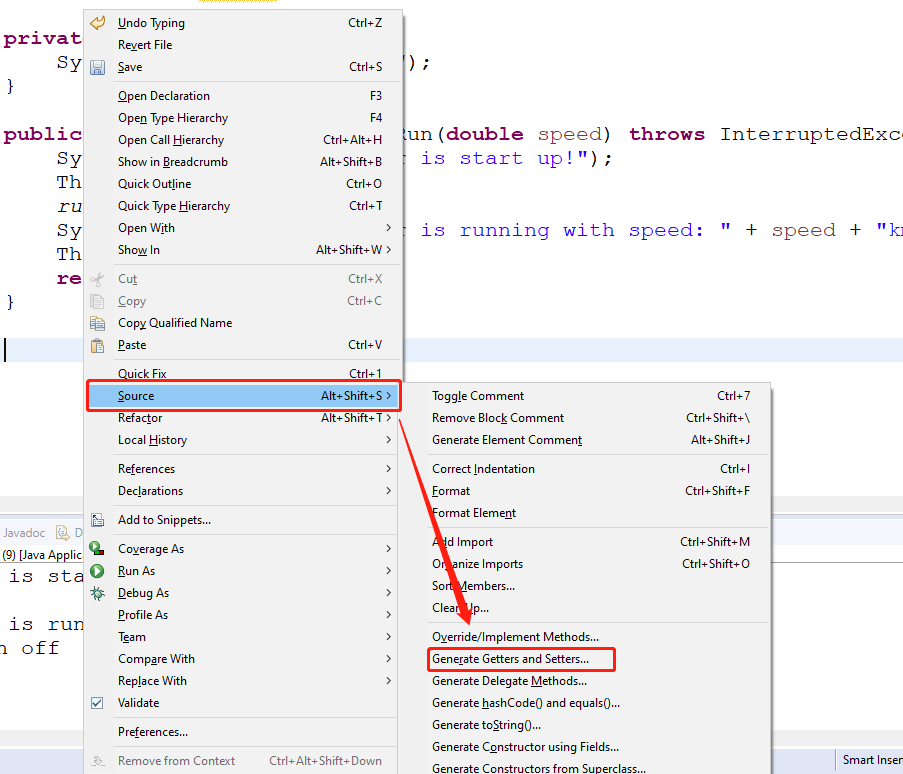 Undo Typing Ctrl+Z
privat
Revert File
Sy ");
Save Ctrl+S
}
Open Declaration F3
Open Type Hierarchy F4
public Run(double speed) throws InterruptedExc
Open Call Hierarchy Ctrl+Alt+H
Sy r is start up!");
Show in Breadcrumb Alt+Shift+B
Th
Quick Outline Ctrl+O
ru
Quick Type Hierarchy Ctrl+T
Sy r is running with speed: " + speed + "k
Open With >
Th
Show In Alt+Shift+W >
re
Cut Ctrl+X
}
Copy Ctrl+C
Copy Qualified Name
Paste Ctrl+V
Quick Fix Ctrl+1
Source Alt+Shift+S >
Refactor Alt+Shift+T >
Local History >
References >
Declarations >
Add to Snippets...
Coverage As >
Run As >
Debug As >
Profile As >
Team >
Compare With >
Replace With >
Validate
Preferences...
Remove from Context Ctrl+Alt+Shift+Down
Toggle Comment Ctrl+7
Remove Block Comment Ctrl+Shift+\
Generate Element Comment Alt+Shift+J
Correct Indentation Ctrl+I
Format Ctrl+Shift+F
Format Element
Add Import Ctrl+Shift+M
Organize Imports Ctrl+Shift+O
Sort Members...
Clean Up...
Override/Implement Methods...
Generate Getters and Setters...
Generate Delegate Methods...
Generate hashCode() and equals()...
Generate toString()...
Generate Constructor using Fields...
Generate Constructors from Superclass...
Javadoc D
(9) [Java Applic
is sta
is run
n off
Smart Inser